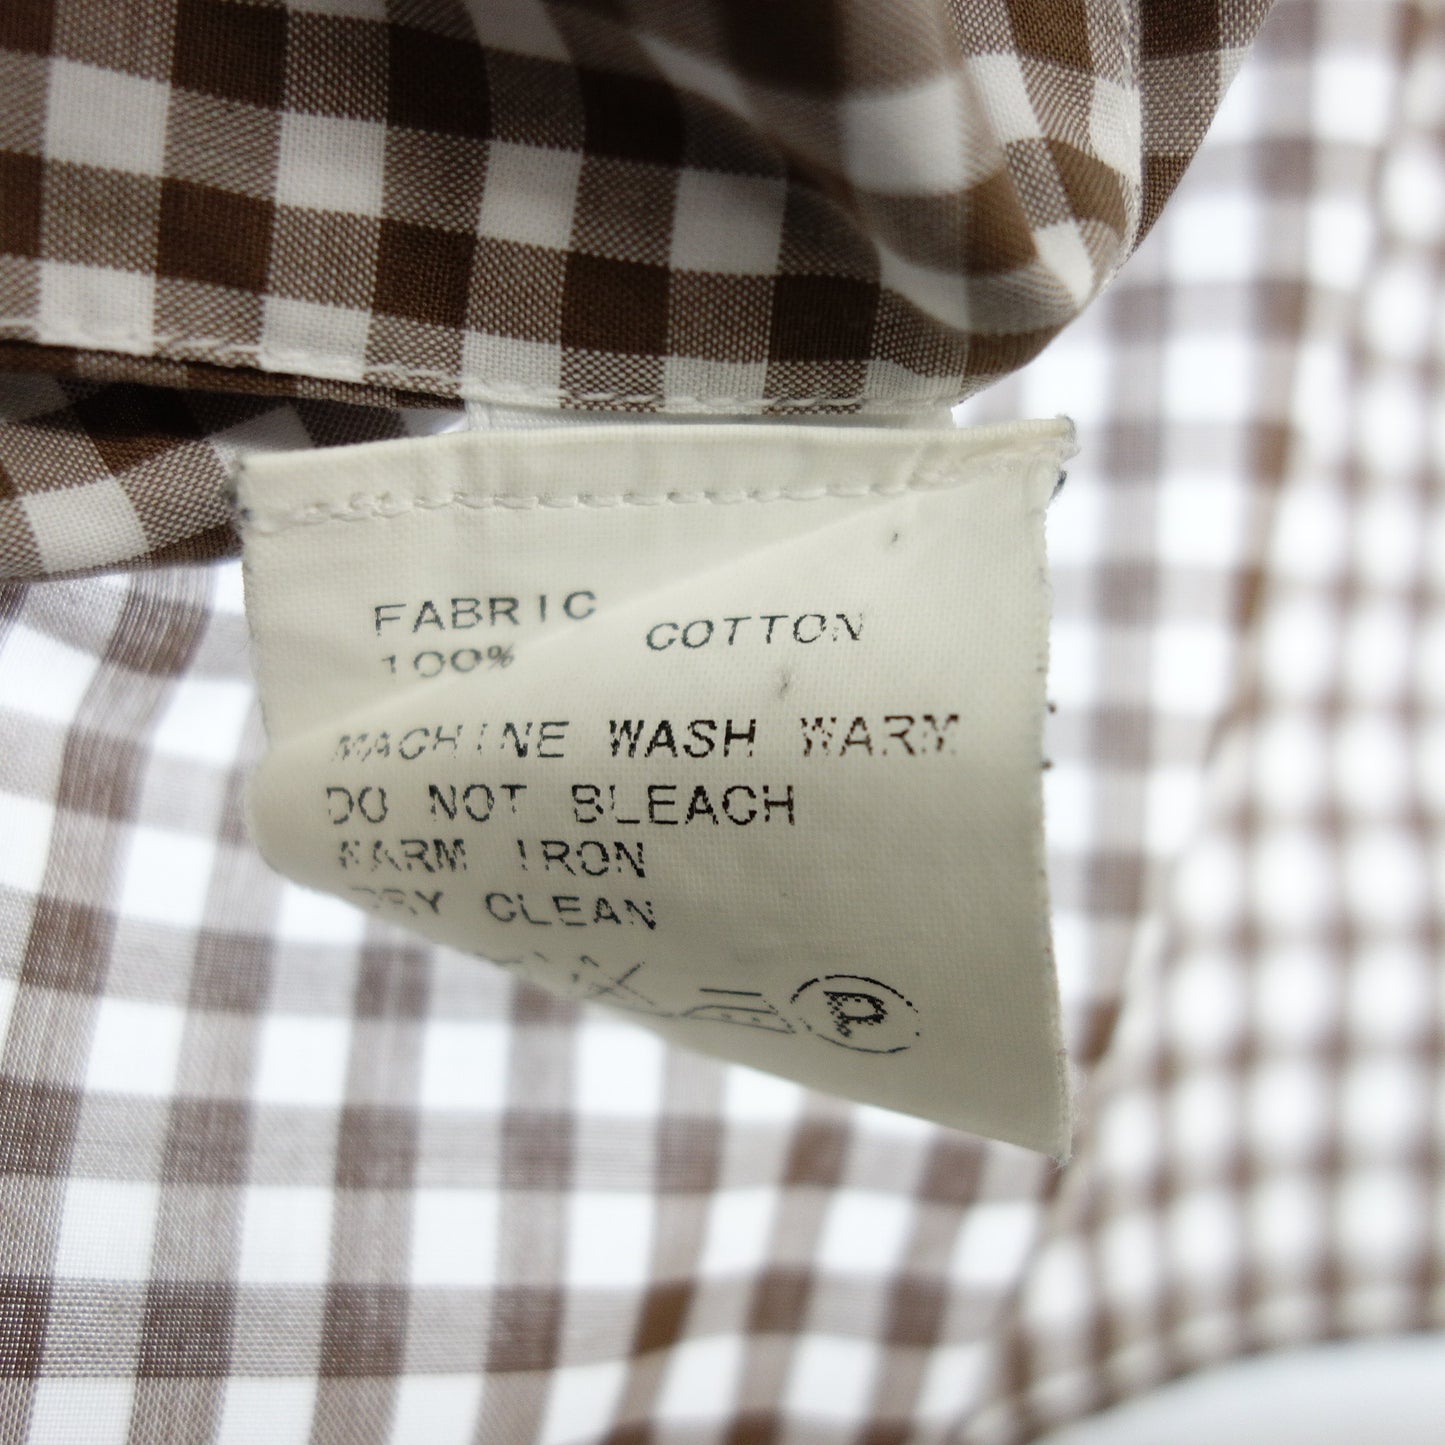 FABRIC
100% COTTON
MACHINE WASH WARM
DO NOT BLEACH
WARM IRON
DRY CLEAN
P